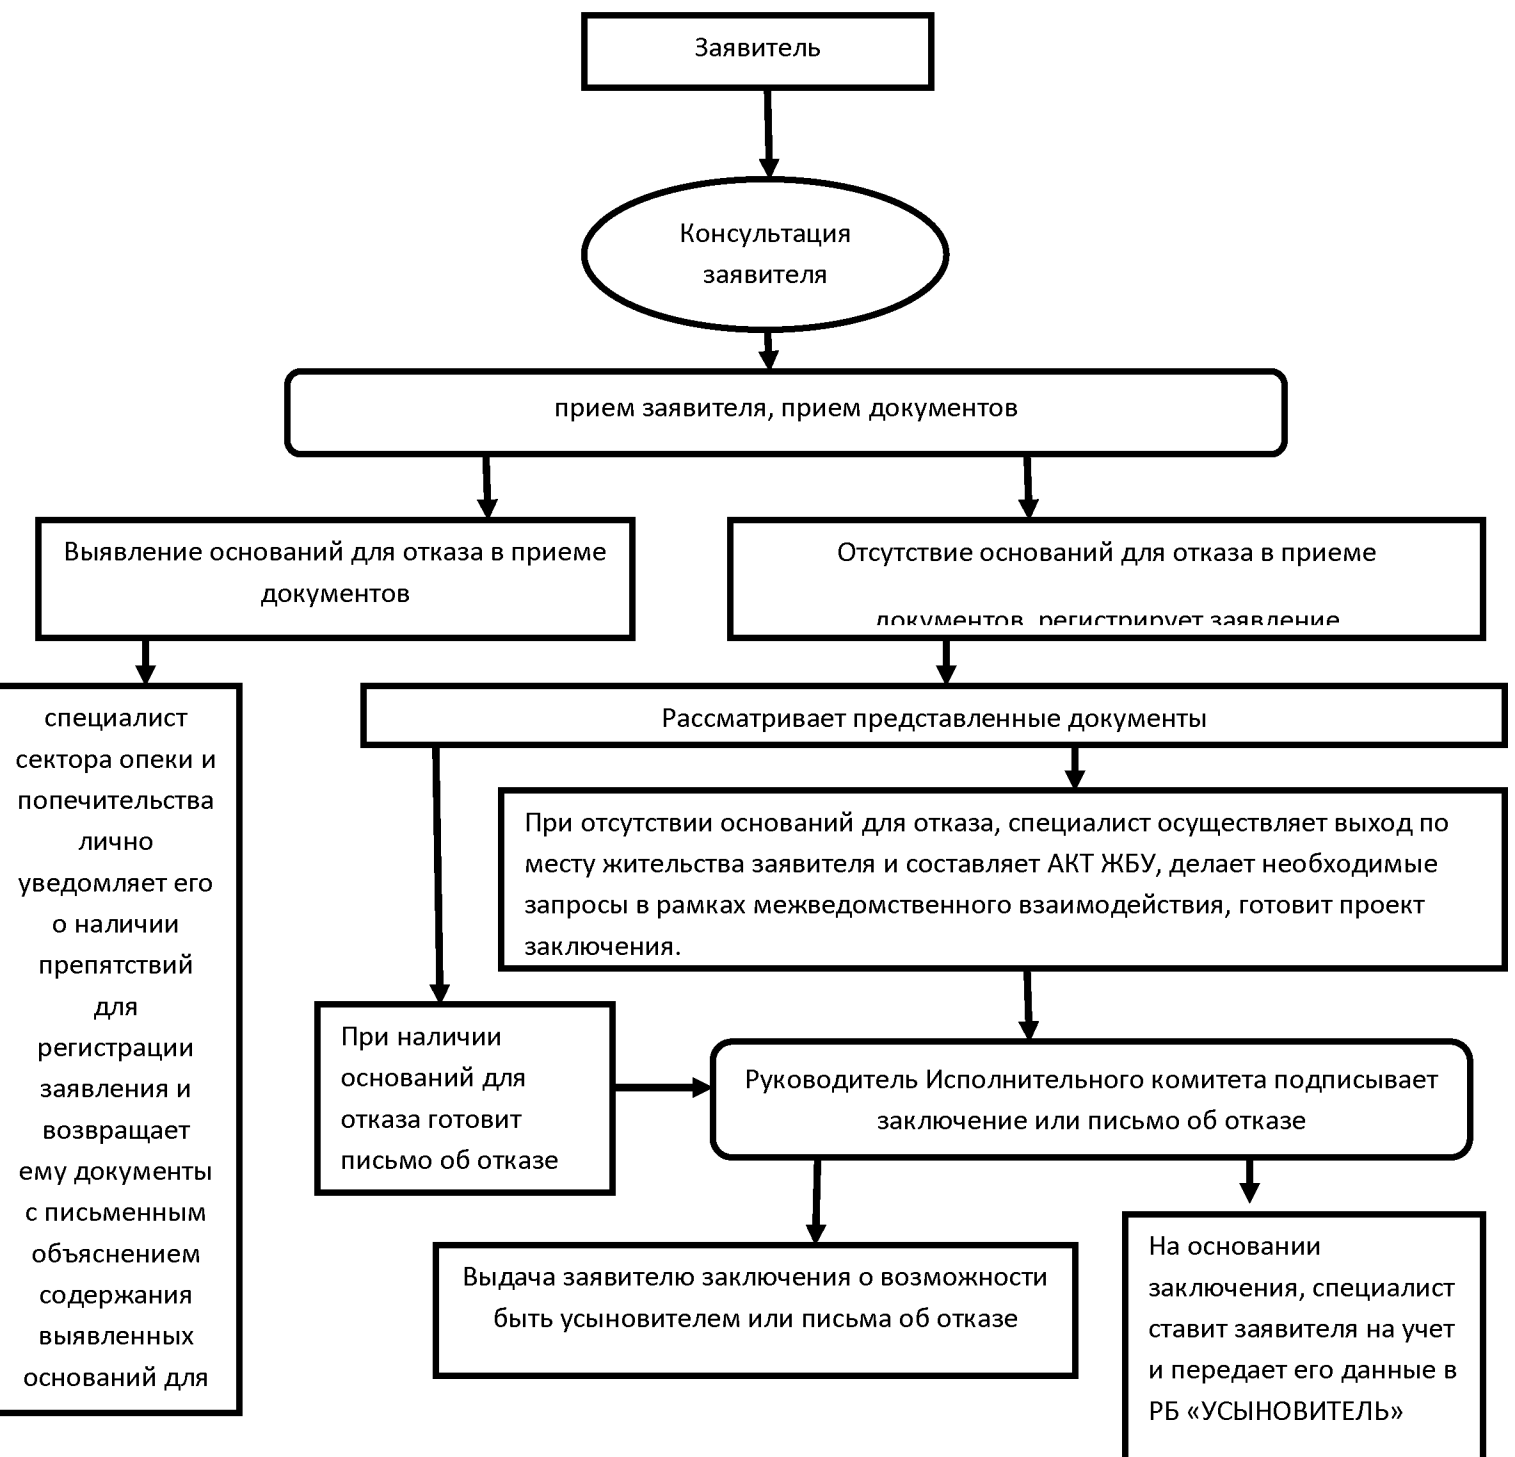 Заявитель
Консультация
заявителя
прием заявителя, прием документов
Выявление оснований для отказа в приеме
документов
Отсутствие оснований для отказа в приеме
документов, регистрирует заявление
специалист
сектора опеки и
попечительства
лично
уведомляет его
о наличии
препятствий
для
регистрации
заявления и
возвращает
ему документы
с письменным
объяснением
содержания
выявленных
оснований для
Рассматривает представленные документы
При отсутствии оснований для отказа, специалист осуществляет выход по
месту жительства заявителя и составляет АКТ ЖБУ, делает необходимые
запросы в рамках межведомственного взаимодействия, готовит проект
заключения.
При наличии
оснований для
отказа готовит
письмо об отказе
Руководитель Исполнительного комитета подписывает
заключение или письмо об отказе
Выдача заявителю заключения о возможности
быть усыновителем или письма об отказе
На основании
заключения, специалист
ставит заявителя на учет
и передает его данные в
РБ «УСЫНОВИТЕЛЬ»